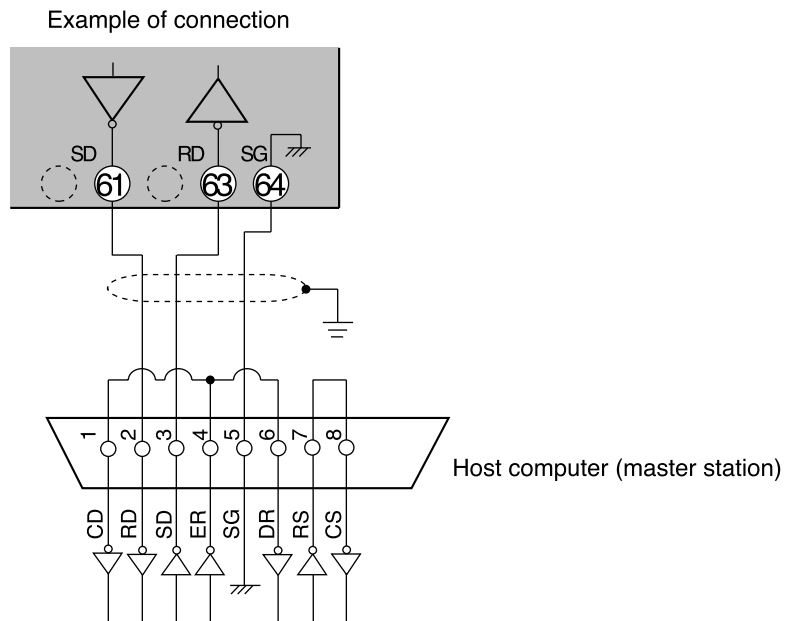 Example of connection
SD RD SG
61 63 64
1 2 3 4 5 6 7 8
Host computer (master station)
CD RD SD ER SG DR RS CS